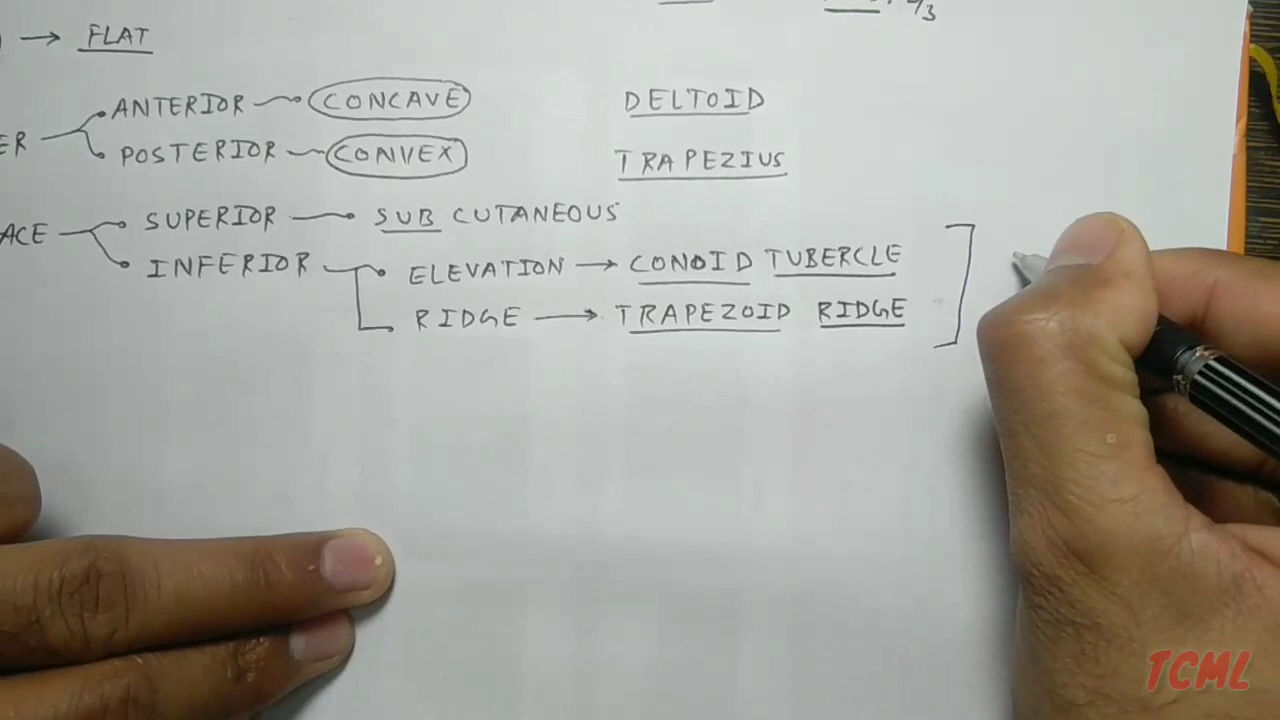 → FLAT
ER ANTERIOR CONCAVE DELTOID
POSTERIOR CONVEX TRAPEZIUS
ACE SUPERIOR SUB CUTANEOUS
INFERIOR ELEVATION → CONOID TUBERCLE
RIDGE → TRAPEZOID RIDGE
TCML